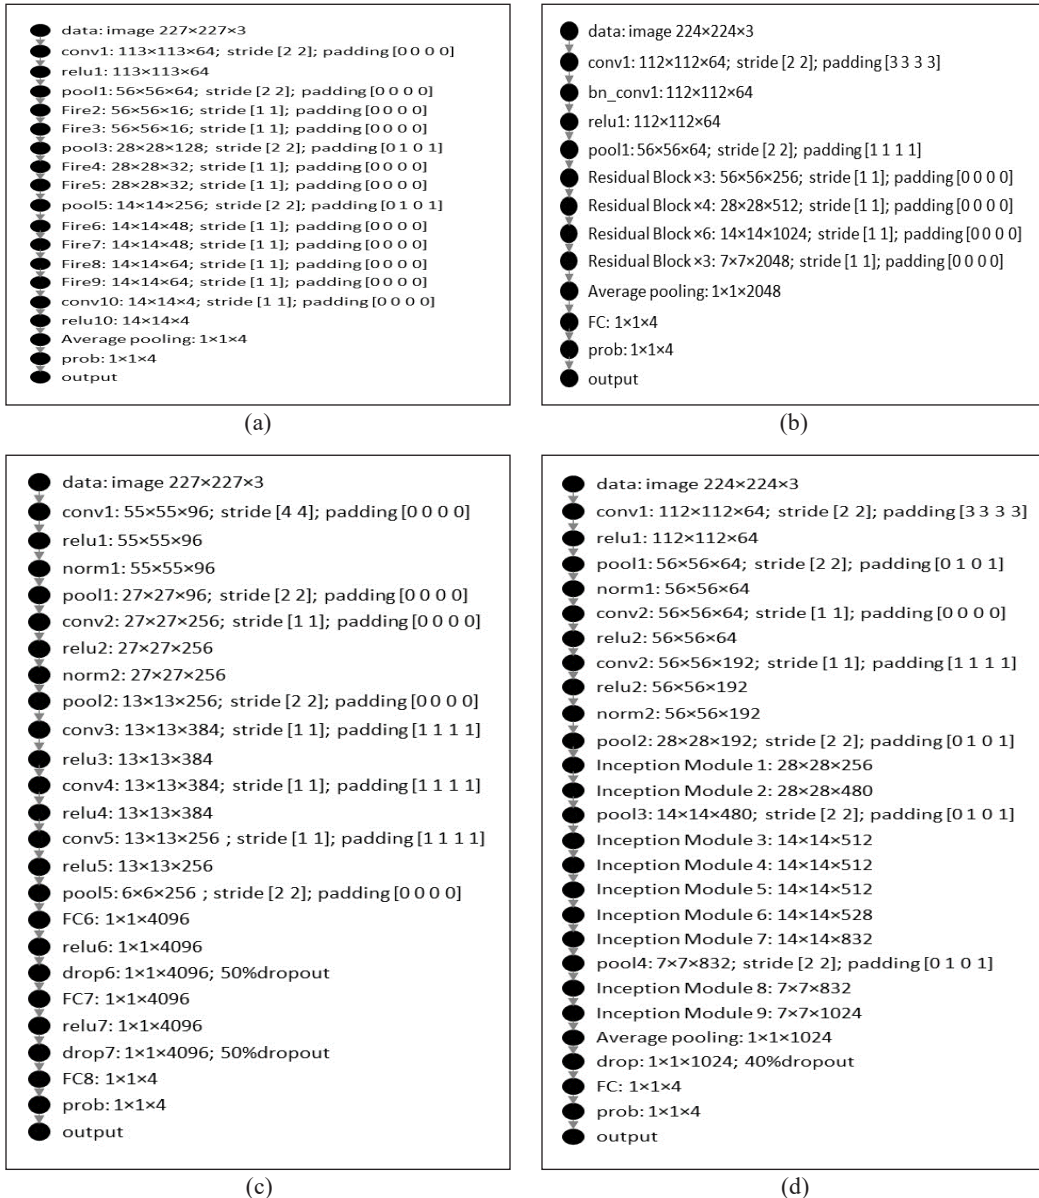 data: image 227×227×3
conv1: 113×113×64; stride [2 2]; padding [0 0 0 0]
relu1: 113×113×64
pool1: 56×56×64; stride [2 2]; padding [0 0 0 0]
Fire2: 56×56×16; stride [1 1]; padding [0 0 0 0]
Fire3: 56×56×16; stride [1 1]; padding [0 0 0 0]
pool3: 28×28×128; stride [2 2]; padding [0 1 0 1]
Fire4: 28×28×32; stride [1 1]; padding [0 0 0 0]
Fire5: 28×28×32; stride [1 1]; padding [0 0 0 0]
pool5: 14×14×256; stride [2 2]; padding [0 1 0 1]
Fire6: 14×14×48; stride [1 1]; padding [0 0 0 0]
Fire7: 14×14×48; stride [1 1]; padding [0 0 0 0]
Fire8: 14×14×64; stride [1 1]; padding [0 0 0 0]
Fire9: 14×14×64; stride [1 1]; padding [0 0 0 0]
conv10: 14×14×4; stride [1 1]; padding [0 0 0 0]
relu10: 14×14×4
Average pooling: 1×1×4
prob: 1×1×4
output
(a)
data: image 224×224×3
conv1: 112×112×64; stride [2 2]; padding [3 3 3 3]
bn_conv1: 112×112×64
relu1: 112×112×64
pool1: 56×56×64; stride [2 2]; padding [1 1 1 1]
Residual Block ×3: 56×56×256; stride [1 1]; padding [0 0 0 0]
Residual Block ×4: 28×28×512; stride [1 1]; padding [0 0 0 0]
Residual Block ×6: 14×14×1024; stride [1 1]; padding [0 0 0 0]
Residual Block ×3: 7×7×2048; stride [1 1]; padding [0 0 0 0]
Average pooling: 1×1×2048
FC: 1×1×4
prob: 1×1×4
output
(b)
data: image 227×227×3
conv1: 55×55×96; stride [4 4]; padding [0 0 0 0]
relu1: 55×55×96
norm1: 55×55×96
pool1: 27×27×96; stride [2 2]; padding [0 0 0 0]
conv2: 27×27×256; stride [1 1]; padding [0 0 0 0]
relu2: 27×27×256
norm2: 27×27×256
pool2: 13×13×256; stride [2 2]; padding [0 0 0 0]
conv3: 13×13×384; stride [1 1]; padding [1 1 1 1]
relu3: 13×13×384
conv4: 13×13×384; stride [1 1]; padding [1 1 1 1]
relu4: 13×13×384
conv5: 13×13×256 ; stride [1 1]; padding [1 1 1 1]
relu5: 13×13×256
pool5: 6×6×256 ; stride [2 2]; padding [0 0 0 0]
FC6: 1×1×4096
relu6: 1×1×4096
drop6: 1×1×4096; 50%dropout
FC7: 1×1×4096
relu7: 1×1×4096
drop7: 1×1×4096; 50%dropout
FC8: 1×1×4
prob: 1×1×4
output
(c)
data: image 224×224×3
conv1: 112×112×64; stride [2 2]; padding [3 3 3 3]
relu1: 112×112×64
pool1: 56×56×64; stride [2 2]; padding [0 1 0 1]
norm1: 56×56×64
conv2: 56×56×64; stride [1 1]; padding [0 0 0 0]
relu2: 56×56×64
conv2: 56×56×192; stride [1 1]; padding [1 1 1 1]
relu2: 56×56×192
norm2: 56×56×192
pool2: 28×28×192; stride [2 2]; padding [0 1 0 1]
Inception Module 1: 28×28×256
Inception Module 2: 28×28×480
pool3: 14×14×480; stride [2 2]; padding [0 1 0 1]
Inception Module 3: 14×14×512
Inception Module 4: 14×14×512
Inception Module 5: 14×14×512
Inception Module 6: 14×14×528
Inception Module 7: 14×14×832
pool4: 7×7×832; stride [2 2]; padding [0 1 0 1]
Inception Module 8: 7×7×832
Inception Module 9: 7×7×1024
Average pooling: 1×1×1024
drop: 1×1×1024; 40%dropout
FC: 1×1×4
prob: 1×1×4
output
(d)